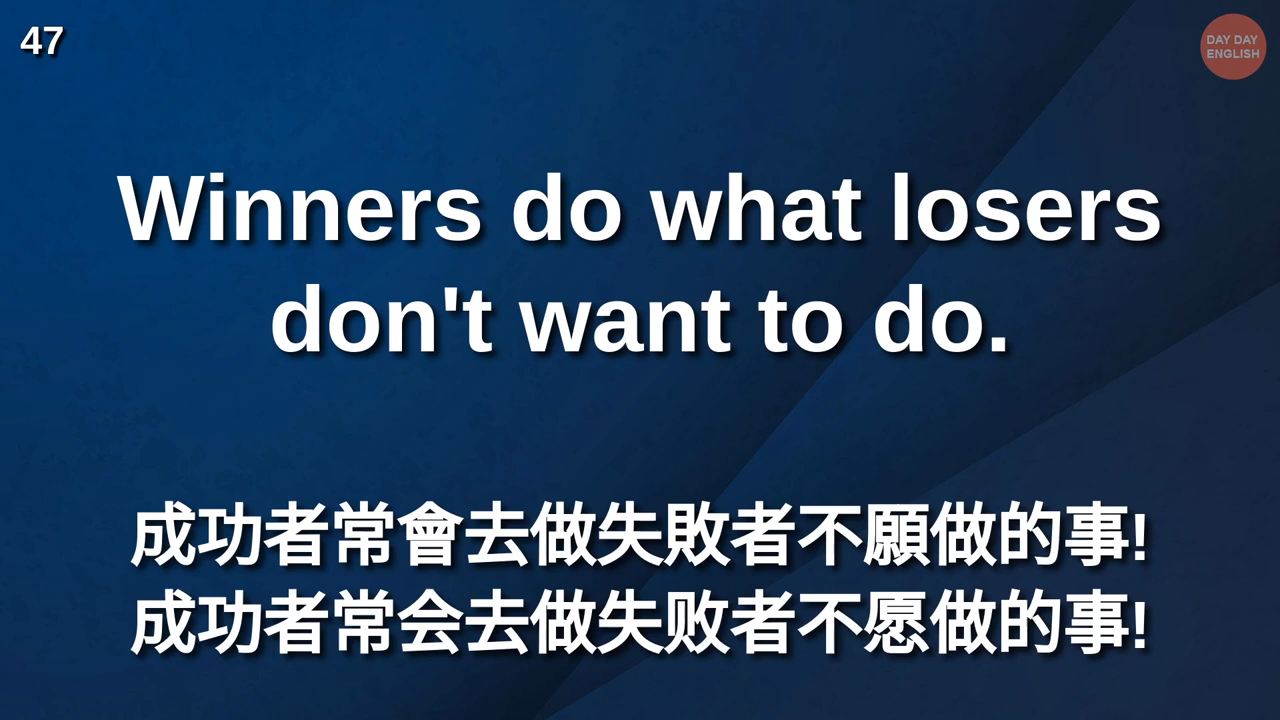 47
DAY DAY
ENGLISH
Winners do what losers
don't want to do.
成功者常會去做失敗者不願做的事!
成功者常会去做失败者不愿做的事!